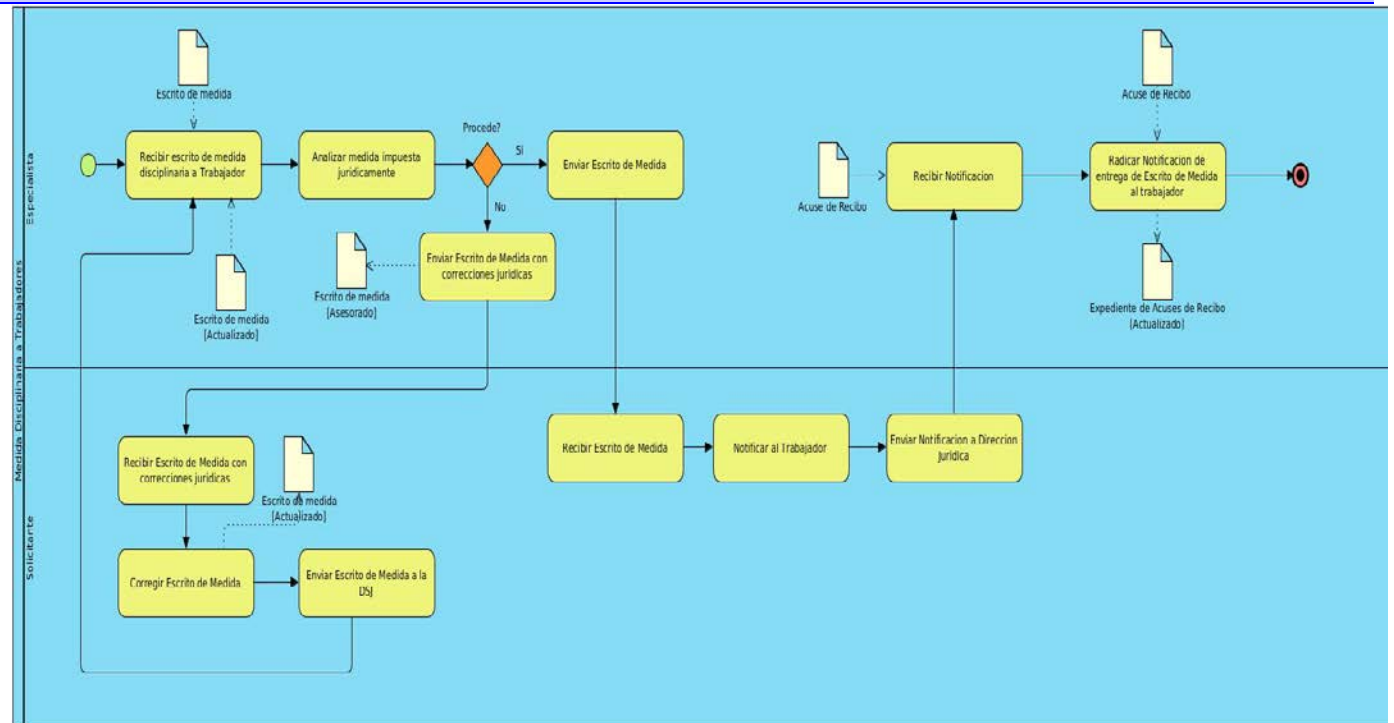 Medida Disciplinaria a Trabajadores
Especialista
Escrito de medida
Recibir escrito de medida
disciplinaria a Trabajador
Analizar medida impuesta
juridicamente
Procede?
SI
No
Enviar Escrito de Medida
Enviar Escrito de Medida con
correcciones juridicas
Escrito de medida
[Asesorado]
Escrito de medida
[Actualizado]
Acuse de Recibo
Recibir Notificacion
Acuse de Recibo
Radicar Notificacion de
entrega de Escrito de Medida
al trabajador
Expediente de Acuses de Recibo
[Actualizado]
Solicitante
Recibir Escrito de Medida con
correcciones juridicas
Escrito de medida
[Actualizado]
Corregir Escrito de Medida
Enviar Escrito de Medida a la
DSJ
Recibir Escrito de Medida
Notificar al Trabajador
Enviar Notificacion a Direccion
Juridica